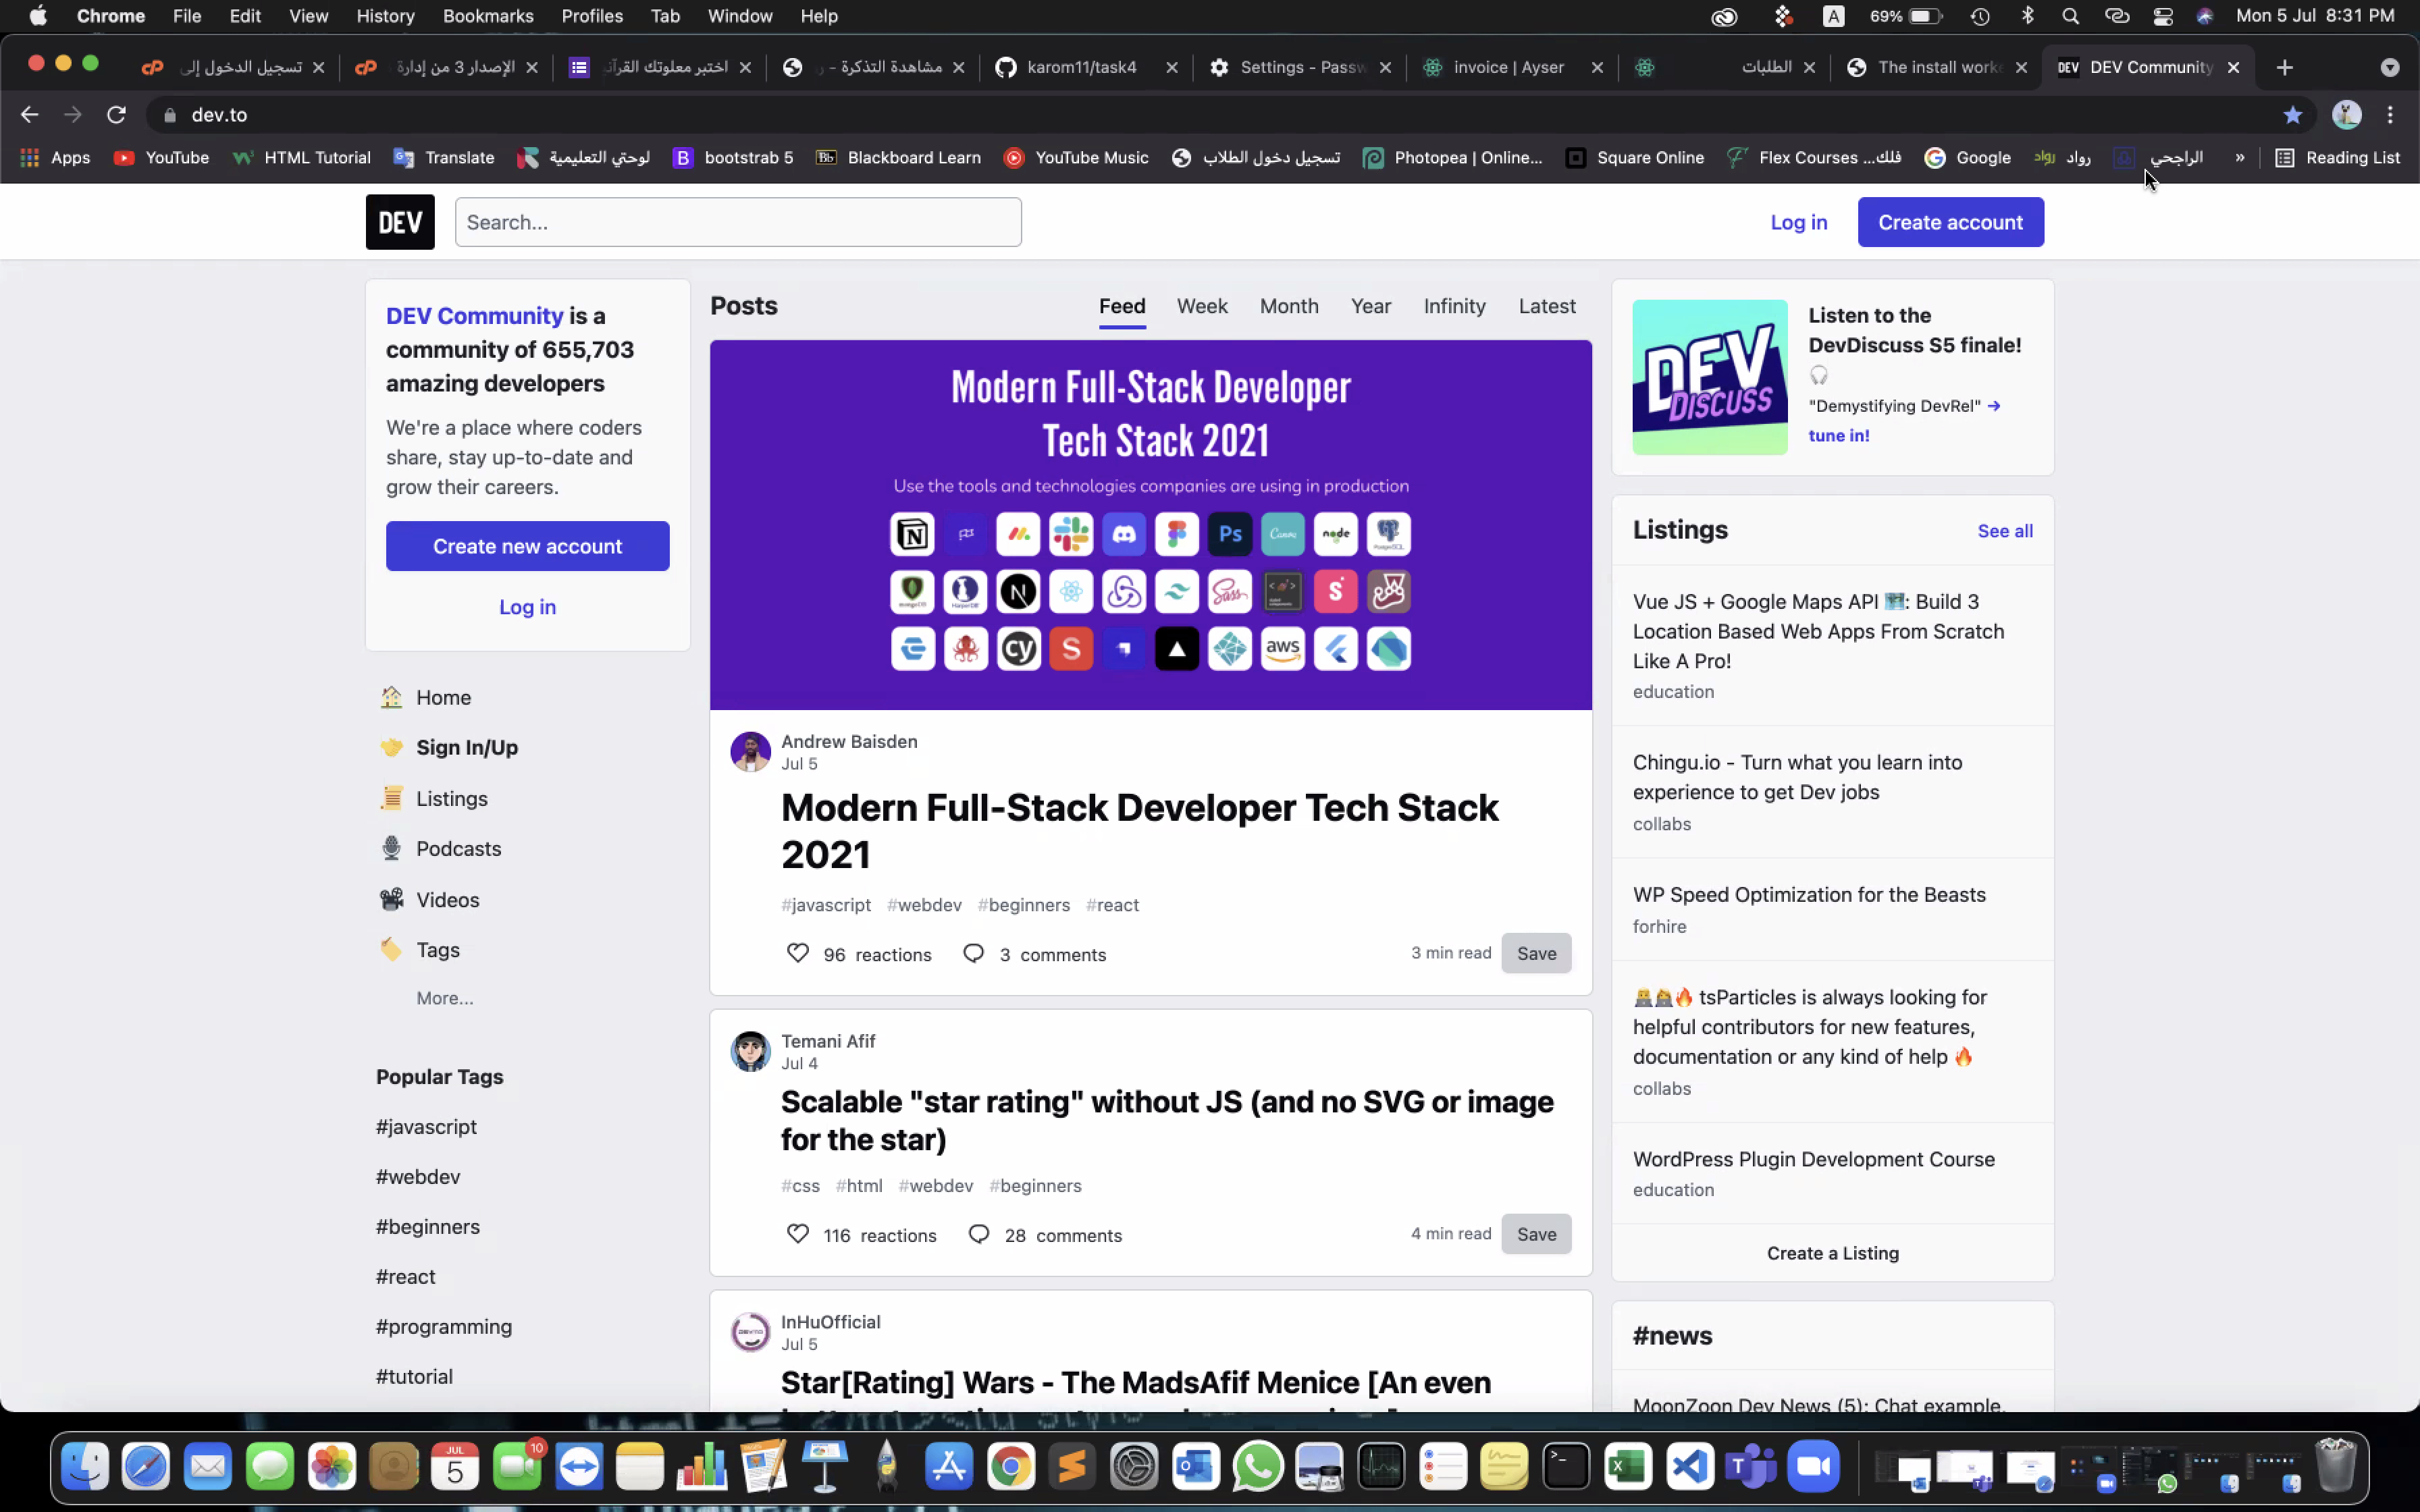 Chrome File Edit View History Bookmarks Profiles Tab Window Help
A 69% Mon 5 Jul 8:31 PM
تسجيل الدخول إلى
الإصدار 3 من إدارة
اختبر معلوتك القرآن
مشاهدة التذكرة -
karom11/task4
Settings - Passw
invoice | Ayser
الطلبات
The install work
DEV DEV Community
dev.to
Apps
YouTube
HTML Tutorial
Translate
لوحتي التعليمية
bootstrab 5
Blackboard Learn
YouTube Music
تسجيل دخول الطلاب
Photopea | Online...
Square Online
Flex Courses ...فلك
Google
رواد
الراجحي
»
Reading List
DEV
Search...
Log in
Create account
DEV Community is a
community of 655,703
amazing developers
We're a place where coders
share, stay up-to-date and
grow their careers.
Create new account
Log in
Home
Sign In/Up
Listings
Podcasts
Videos
Tags
More...
Popular Tags
#javascript
#webdev
#beginners
#react
#programming
#tutorial
Posts
Feed Week Month Year Infinity Latest
Modern Full-Stack Developer
Tech Stack 2021
Use the tools and technologies companies are using in production
Ps Canva node PostgreSQL
mongoDB HarperDB N Sass S
cy S aws
Andrew Baisden
Jul 5
Modern Full-Stack Developer Tech Stack
2021
#javascript #webdev #beginners #react
96 reactions 3 comments 3 min read Save
Temani Afif
Jul 4
Scalable "star rating" without JS (and no SVG or image
for the star)
#css #html #webdev #beginners
116 reactions 28 comments 4 min read Save
InHuOfficial
Jul 5
Star[Rating] Wars - The MadsAfif Menice [An even
DEV
DISCUSS
Listen to the
DevDiscuss S5 finale!
"Demystifying DevRel" →
tune in!
Listings See all
Vue JS + Google Maps API 🗺️: Build 3
Location Based Web Apps From Scratch
Like A Pro!
education
Chingu.io - Turn what you learn into
experience to get Dev jobs
collabs
WP Speed Optimization for the Beasts
forhire
tsParticles is always looking for
helpful contributors for new features,
documentation or any kind of help 🔥
collabs
WordPress Plugin Development Course
education
Create a Listing
#news
MoonZoon Dev News (5): Chat example,
JUL
5
10